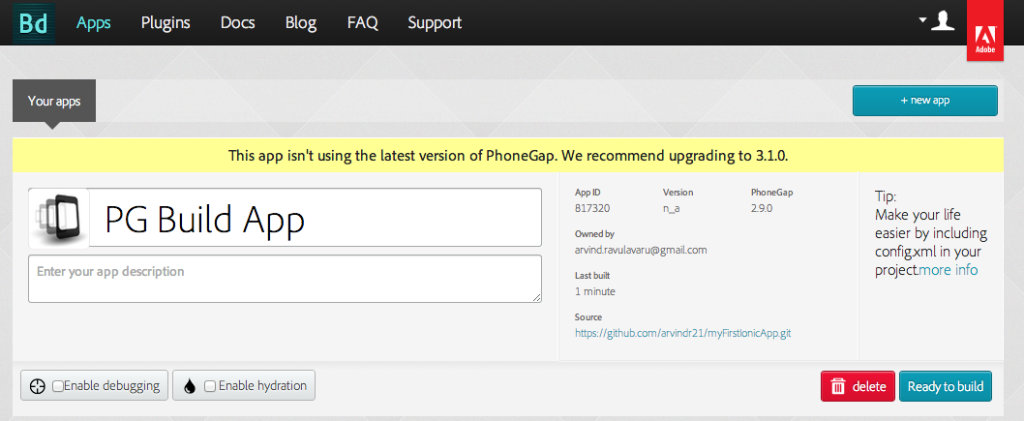 Bd Apps Plugins Docs Blog FAQ Support
Adobe
Your apps
+ new app
This app isn't using the latest version of PhoneGap. We recommend upgrading to 3.1.0.
PG Build App
Enter your app description
App ID Version PhoneGap
817320 n_a 2.9.0
Owned by
arvind.ravulavaru@gmail.com
Last built
1 minute
Source
https://github.com/arvindr21/myFirstIonicApp.git
Tip:
Make your life
easier by including
config.xml in your
project.more info
Enable debugging Enable hydration
delete Ready to build